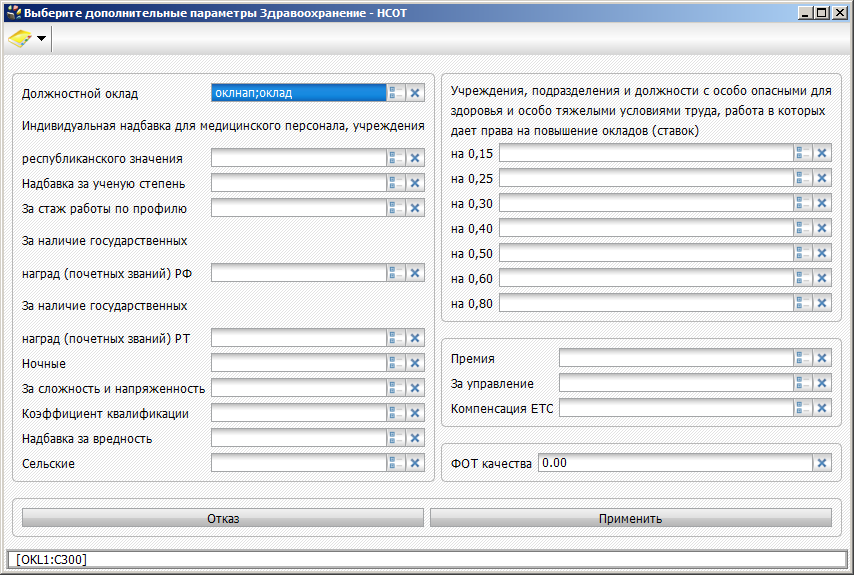 Выберите дополнительные параметры Здравоохранение - НСОТ
Должностной оклад
оклнап;оклад
Индивидуальная надбавка для медицинского персонала, учреждения
республиканского значения
Надбавка за ученую степень
За стаж работы по профилю
За наличие государственных
наград (почетных званий) РФ
За наличие государственных
наград (почетных званий) РТ
Ночные
За сложность и напряженность
Коэффициент квалификации
Надбавка за вредность
Сельские
Учреждения, подразделения и должности с особо опасными для
здоровья и особо тяжелыми условиями труда, работа в которых
дает права на повышение окладов (ставок)
на 0,15
на 0,25
на 0,30
на 0,40
на 0,50
на 0,60
на 0,80
Премия
За управление
Компенсация ЕТС
ФОТ качества
0.00
Отказ
Применить
[OKL1:C300]